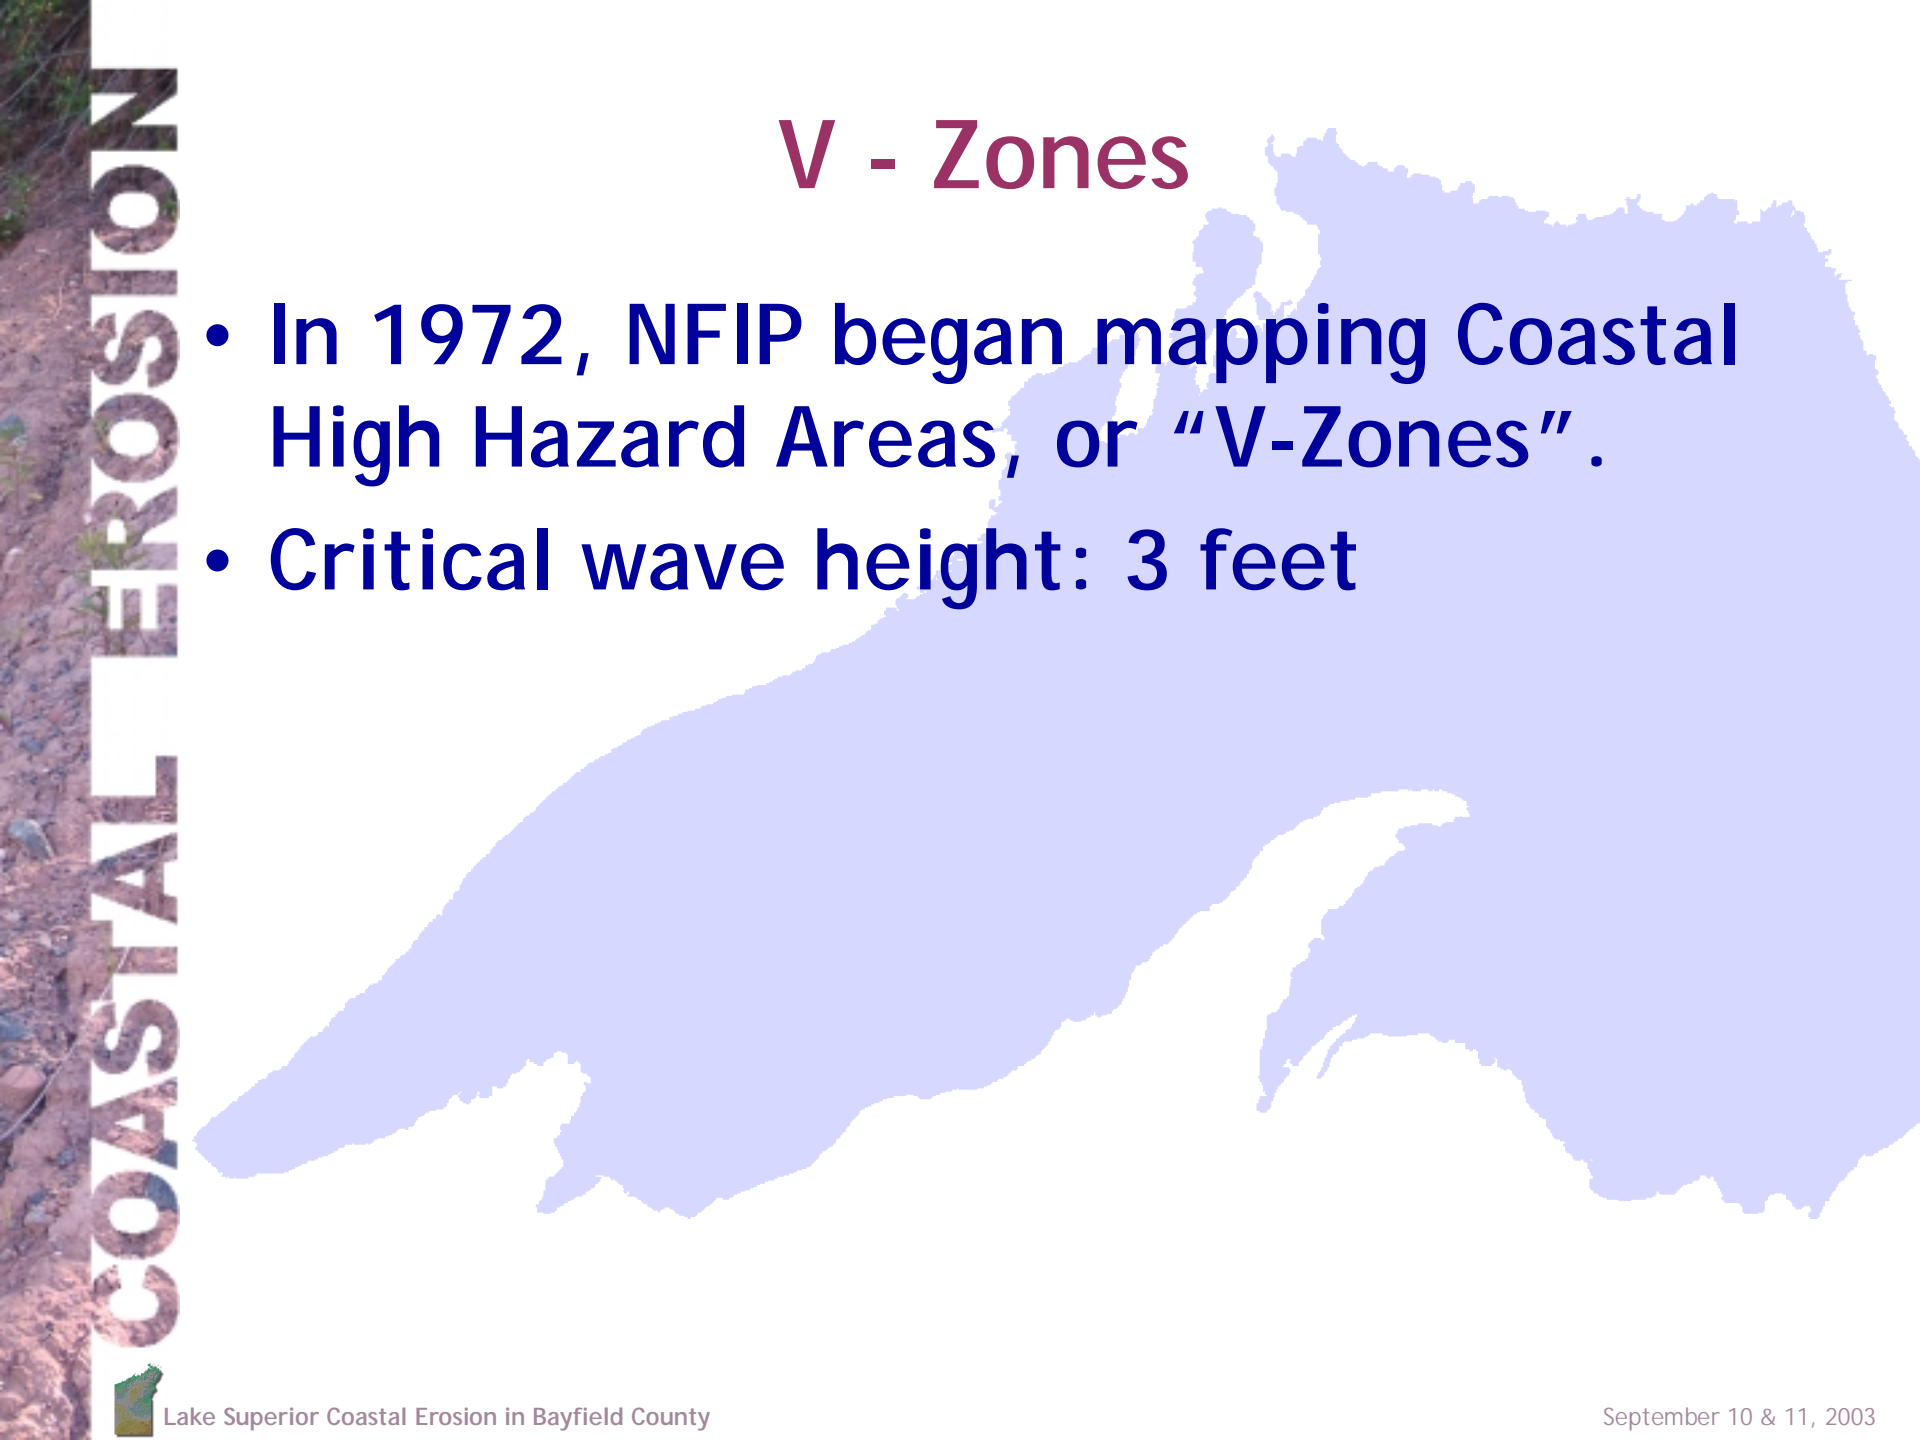 COASTAL EROSION
V - Zones
• In 1972, NFIP began mapping Coastal
High Hazard Areas, or “V-Zones”.
• Critical wave height: 3 feet
Lake Superior Coastal Erosion in Bayfield County
September 10 & 11, 2003